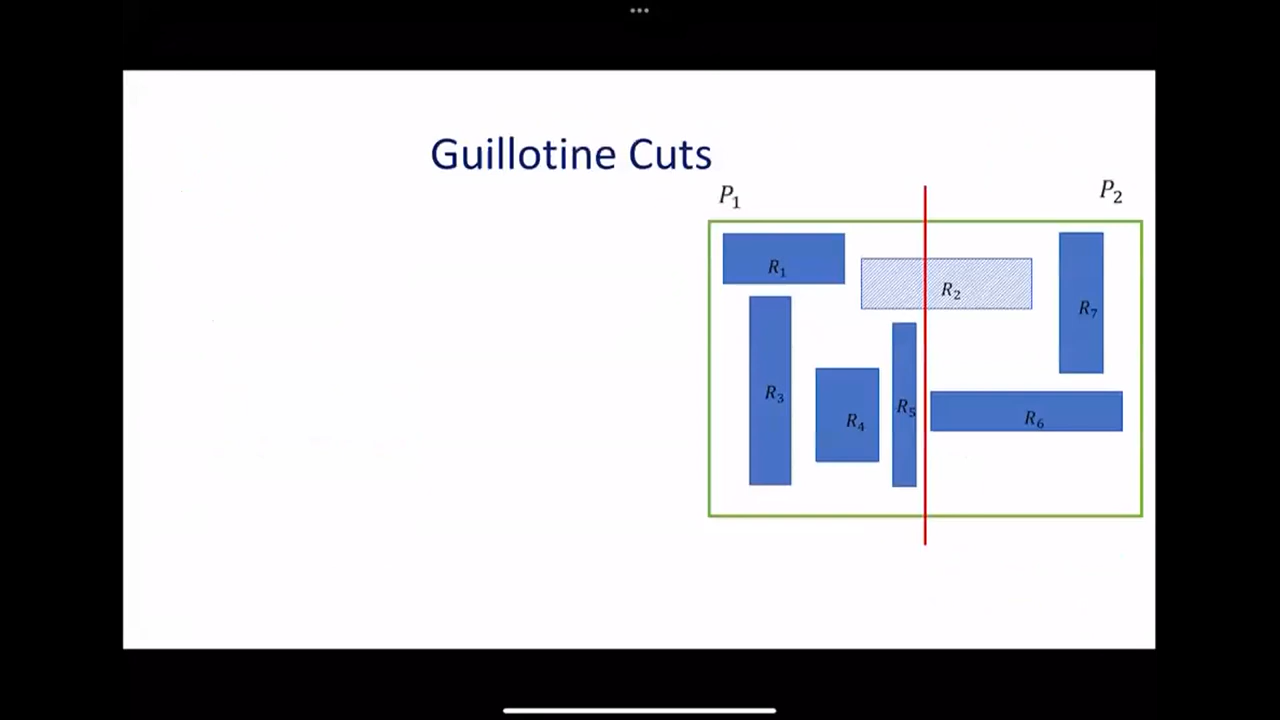 Guillotine Cuts
P₁
P₂
R₁
R₂
R₇
R₃
R₄
R₅
R₆